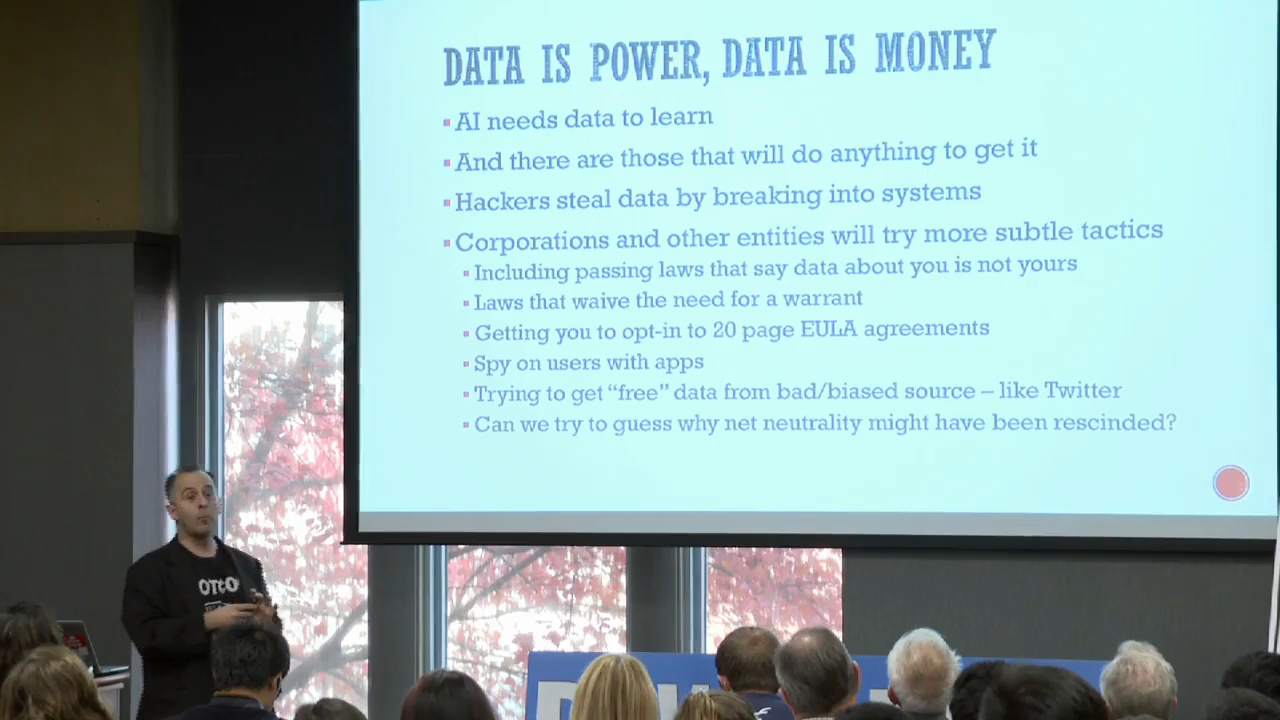 DATA IS POWER, DATA IS MONEY
AI needs data to learn
And there are those that will do anything to get it
Hackers steal data by breaking into systems
Corporations and other entities will try more subtle tactics
Including passing laws that say data about you is not yours
Laws that waive the need for a warrant
Getting you to opt-in to 20 page EULA agreements
Spy on users with apps
Trying to get “free” data from bad/biased source – like Twitter
Can we try to guess why net neutrality might have been rescinded?